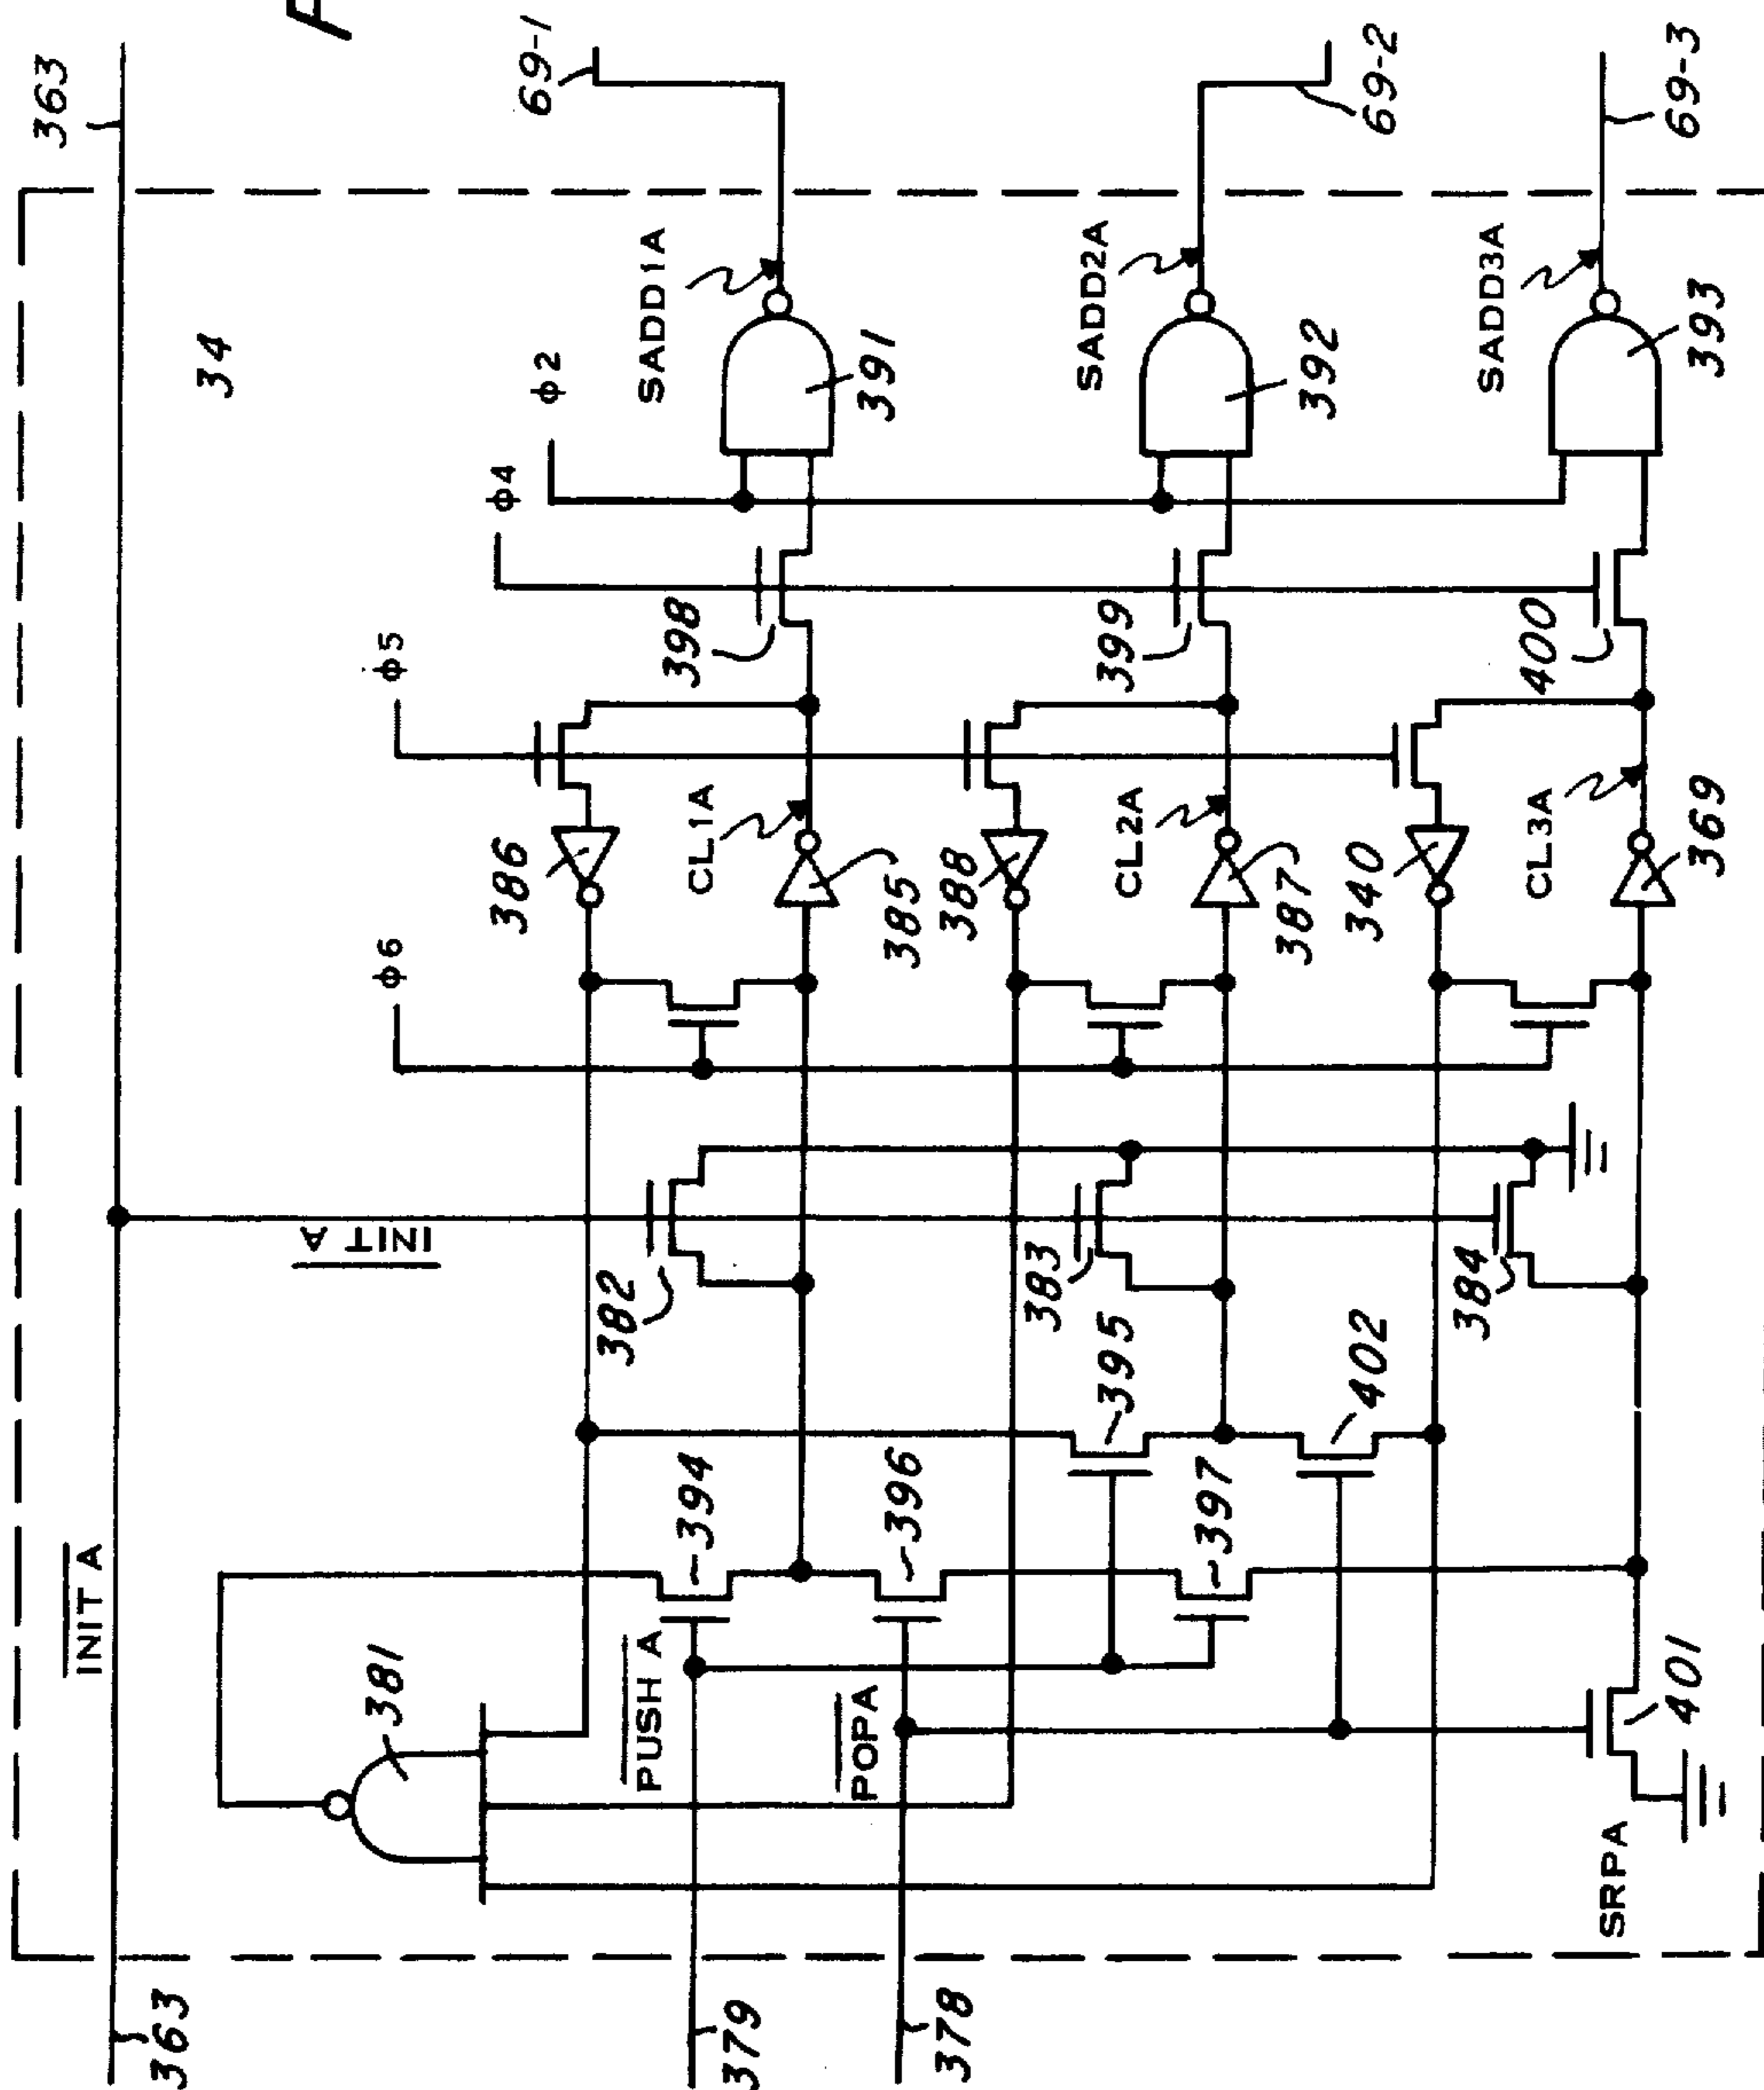 363
69-1
69-2
69-3
34
SADD1A
SADD2A
SADD3A
391
392
393
φ2
φ4
φ5
φ6
398
399
400
386
CL1A
385
388
CL2A
387
340
CL3A
369
INIT A
INIT A
382
383
384
394
395
396
397
402
381
PUSH A
POPA
401
SRPA
363
379
378